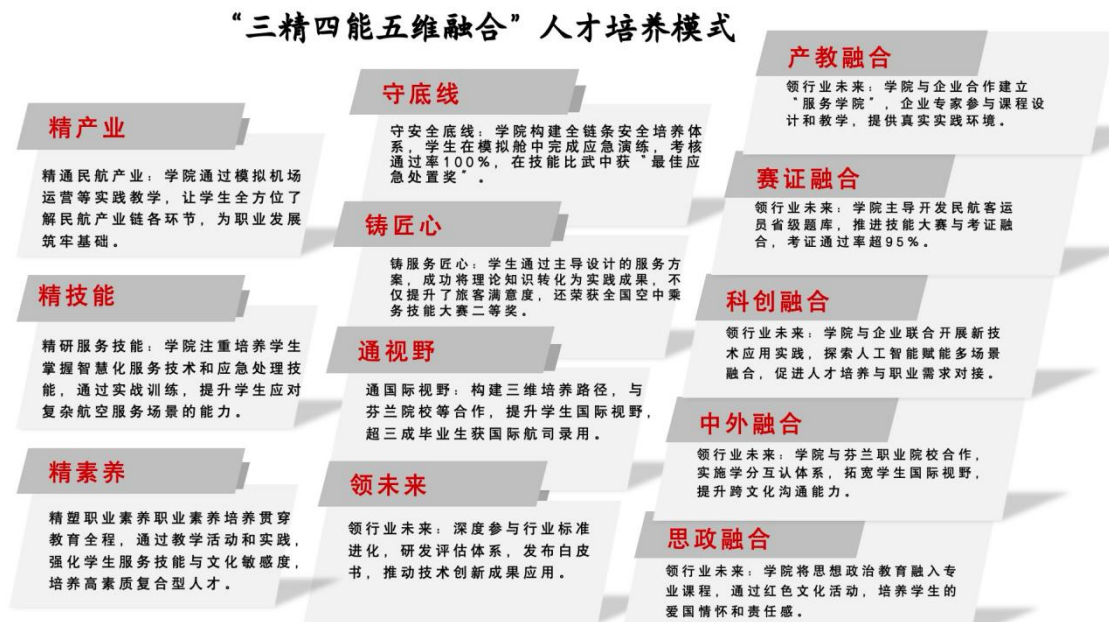 “三精四能五维融合”人才培养模式
精产业
精通民航产业：学院通过模拟机场
运营等实践教学，让学生全方位了
解民航产业链各环节，为职业发展
筑牢基础。
精技能
精研服务技能：学院注重培养学生
掌握智慧化服务技术和应急处理技
能，通过实战训练，提升学生应对
复杂航空服务场景的能力。
精素养
精塑职业素养职业素养培养贯穿
教育全程，通过教学活动和实践，
强化学生服务技能与文化敏感度，
培养高素质复合型人才。
守底线
守安全底线：学院构建全链条安全培养体
系，学生在模拟舱中完成应急演练，考核
通过率100%，在技能比武中获“最佳应
急处置奖”。
铸匠心
铸服务匠心：学生通过主导设计的服务方
案，成功将理论知识转化为实践成果，不
仅提升了旅客满意度，还荣获全国空中乘
务技能大赛二等奖。
通视野
通国际视野：构建三维培养路径，与
芬兰院校等合作，提升学生国际视野，
超三成毕业生获国际航司录用。
领未来
领行业未来：深度参与行业标准
进化，研发评估体系，发布白皮
书，推动技术创新成果应用。
产教融合
领行业未来：学院与企业合作建立
“服务学院”，企业专家参与课程设
计和教学，提供真实实践环境。
赛证融合
领行业未来：学院主导开发民航客运
员省级题库，推进技能大赛与考证融
合，考证通过率超95%。
科创融合
领行业未来：学院与企业联合开展新技
术应用实践，探索人工智能赋能多场景
融合，促进人才培养与职业需求对接。
中外融合
领行业未来：学院与芬兰职业院校合作，
实施学分互认体系，拓宽学生国际视野，
提升跨文化沟通能力。
思政融合
领行业未来：学院将思想政治教育融入专
业课程，通过红色文化活动，培养学生的
爱国情怀和责任感。